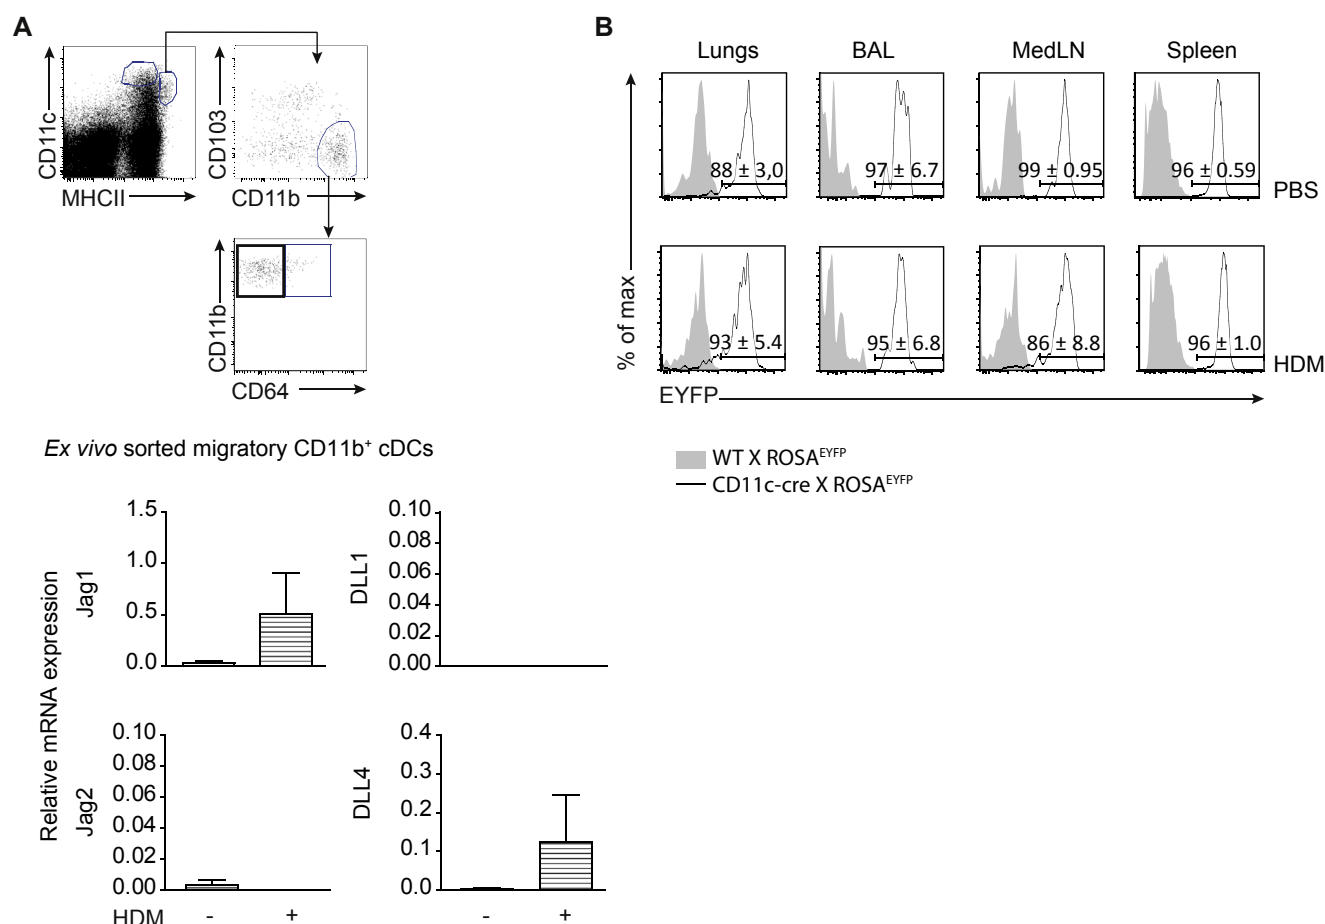 A
CD11c
MHCII
CD103
CD11b
CD11b
CD64
Ex vivo sorted migratory CD11b+ cDCs
Relative mRNA expression
Jag1
1.5
1.0
0.5
0.0
DLL1
0.10
0.08
0.06
0.04
0.02
0.00
Jag2
0.10
0.08
0.06
0.04
0.02
0.00
DLL4
0.4
0.3
0.2
0.1
0.0
HDM - + - +
B
Lungs BAL MedLN Spleen
% of max
88 ± 3,0 97 ± 6.7 99 ± 0.95 96 ± 0.59 PBS
93 ± 5.4 95 ± 6.8 86 ± 8.8 96 ± 1.0 HDM
EYFP
WT X ROSAEYFP
CD11c-cre X ROSAEYFP